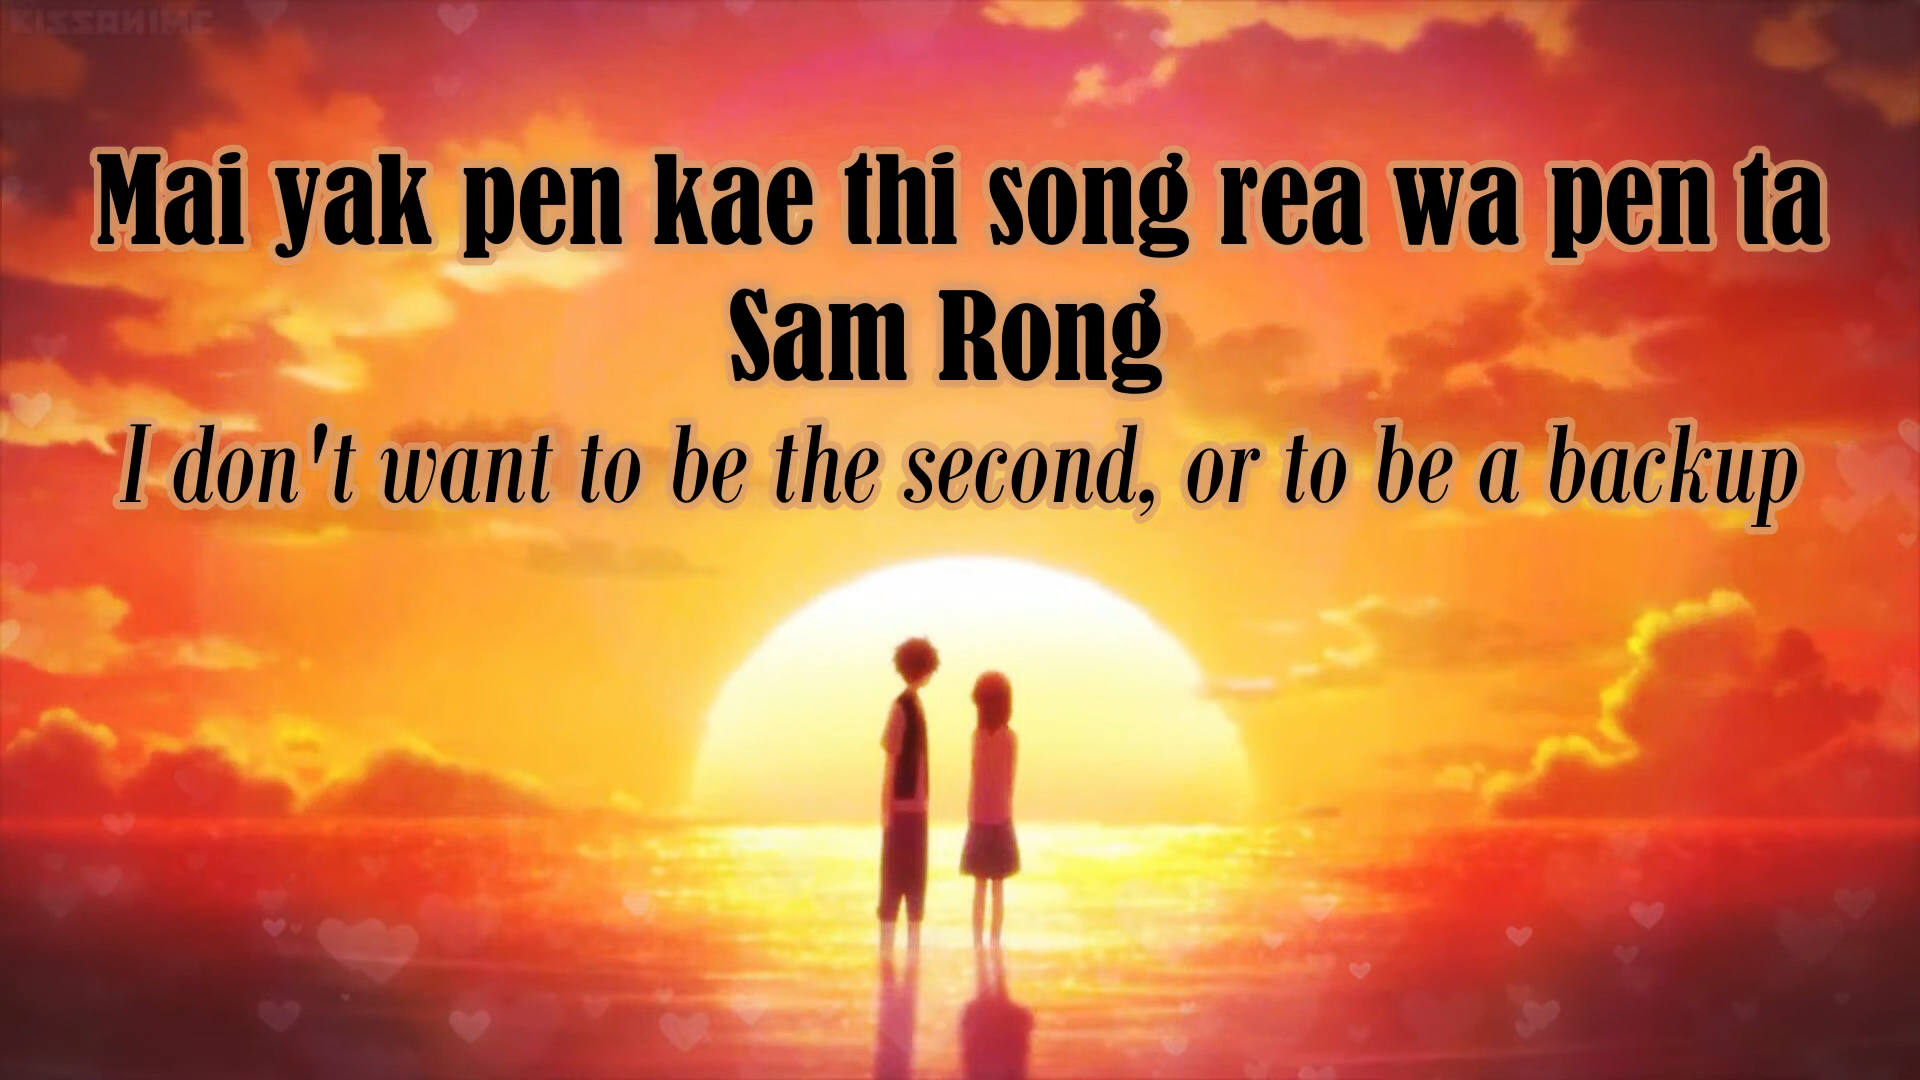 KISSANIME
Mai yak pen kae thi song rea wa pen ta
Sam Rong
I don't want to be the second, or to be a backup